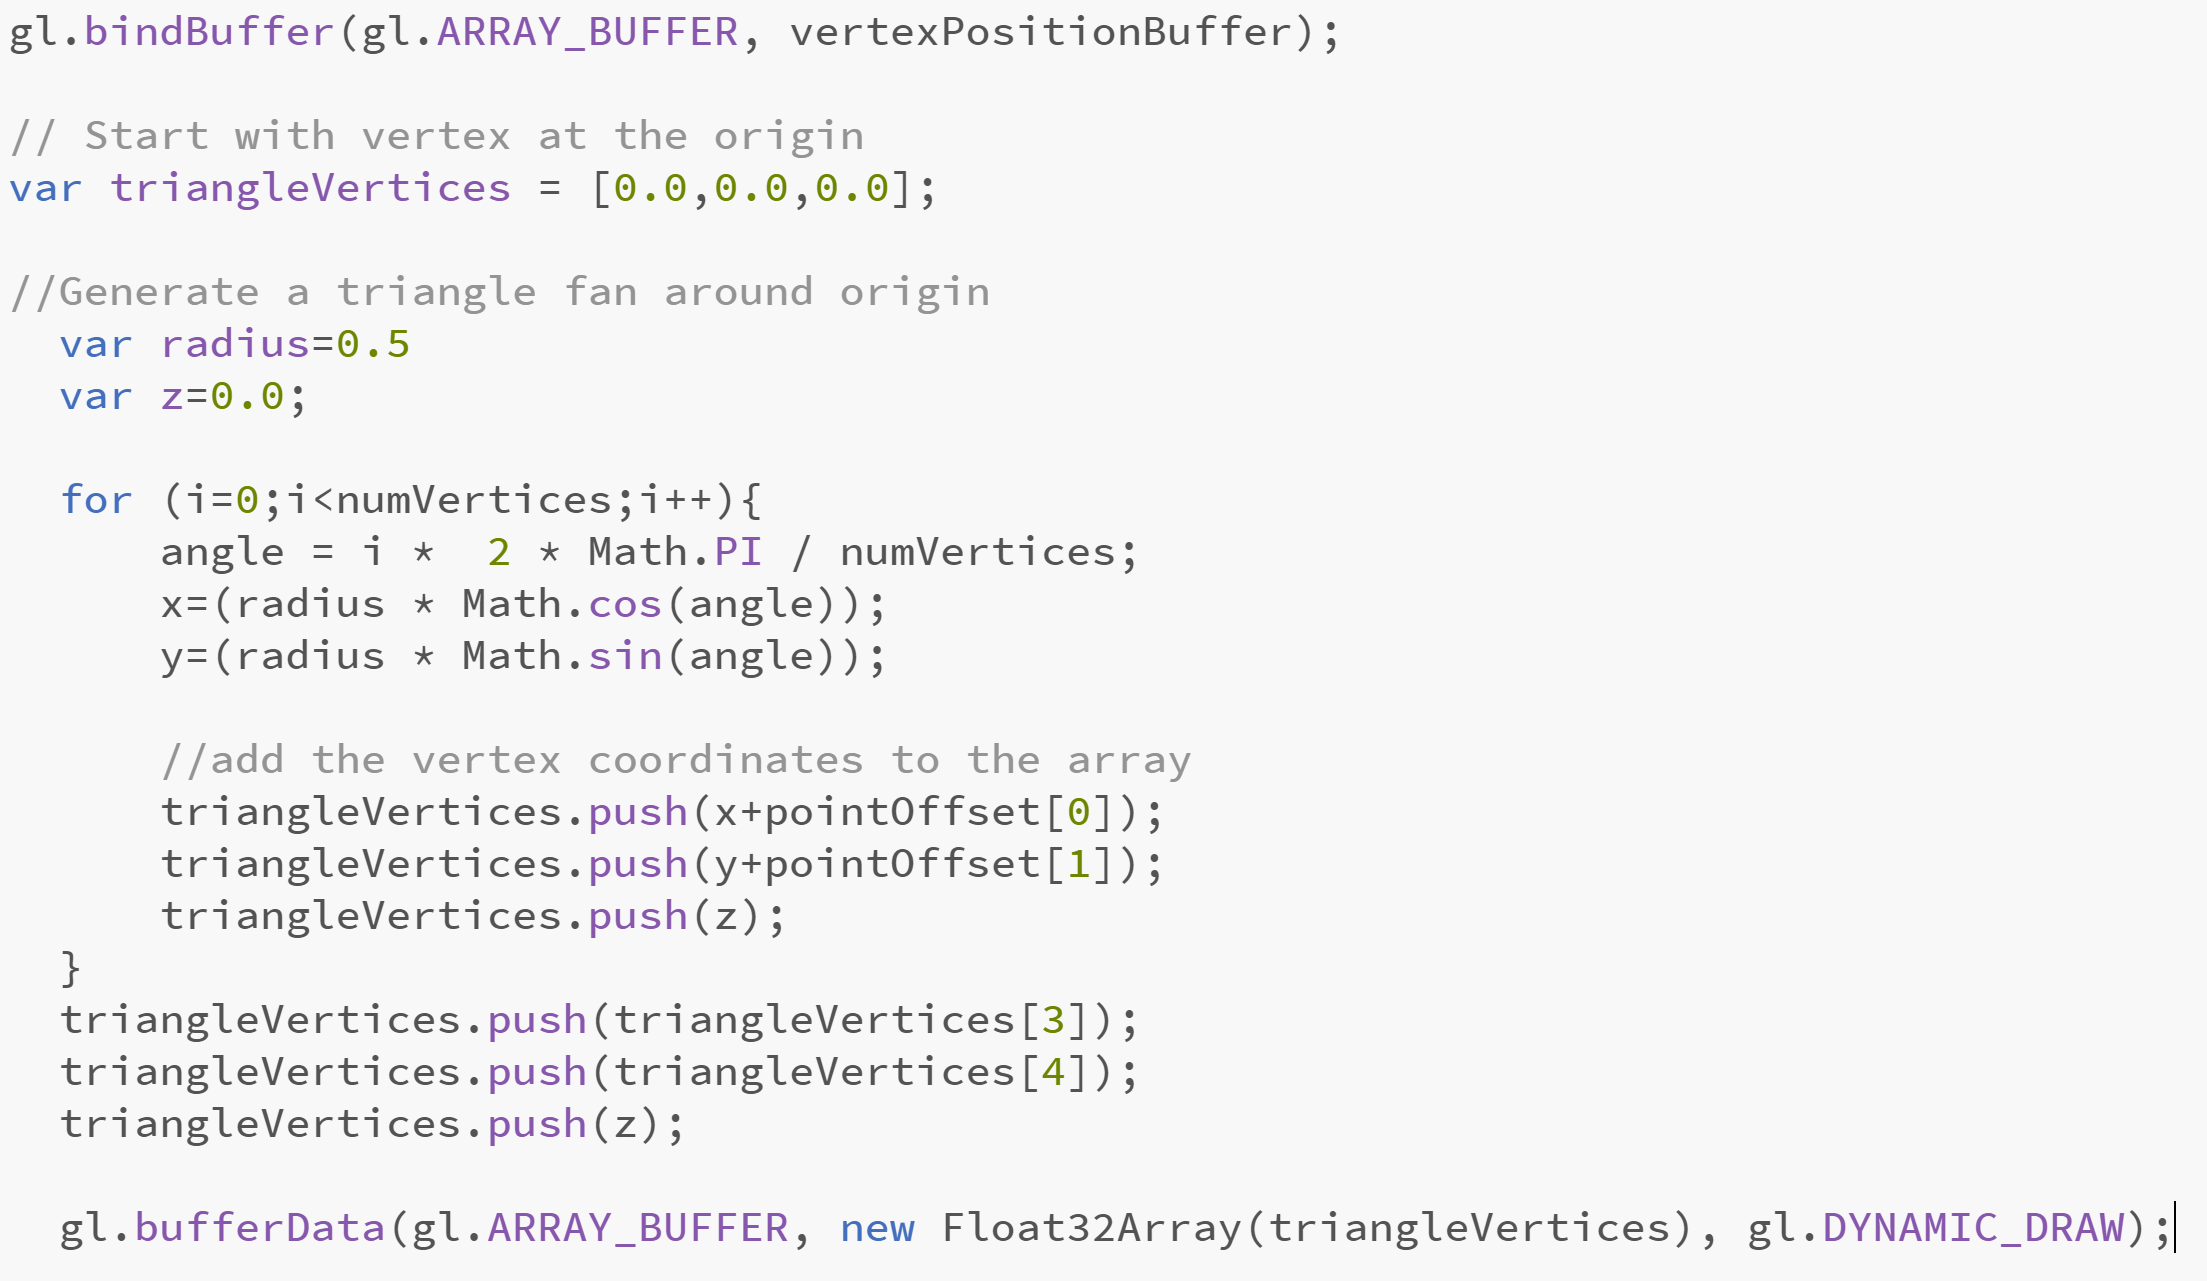 gl.bindBuffer(gl.ARRAY_BUFFER, vertexPositionBuffer);
// Start with vertex at the origin
var triangleVertices = [0.0,0.0,0.0];
//Generate a triangle fan around origin
var radius=0.5
var z=0.0;
for (i=0;i<numVertices;i++){
angle = i *  2 * Math.PI / numVertices;
x=(radius * Math.cos(angle));
y=(radius * Math.sin(angle));
//add the vertex coordinates to the array
triangleVertices.push(x+pointOffset[0]);
triangleVertices.push(y+pointOffset[1]);
triangleVertices.push(z);
}
triangleVertices.push(triangleVertices[3]);
triangleVertices.push(triangleVertices[4]);
triangleVertices.push(z);
gl.bufferData(gl.ARRAY_BUFFER, new Float32Array(triangleVertices), gl.DYNAMIC_DRAW);